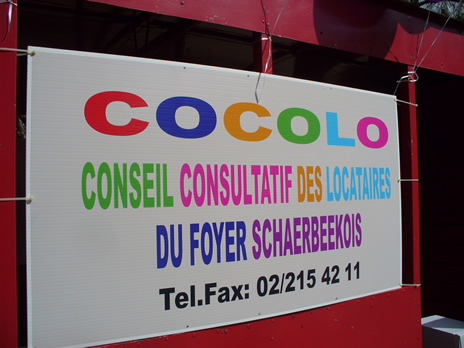 COCOLO
CONSEIL CONSULTATIF DES LOCATAIRES
DU FOYER SCHAERBEEKOIS
Tel.Fax: 02/215 42 11